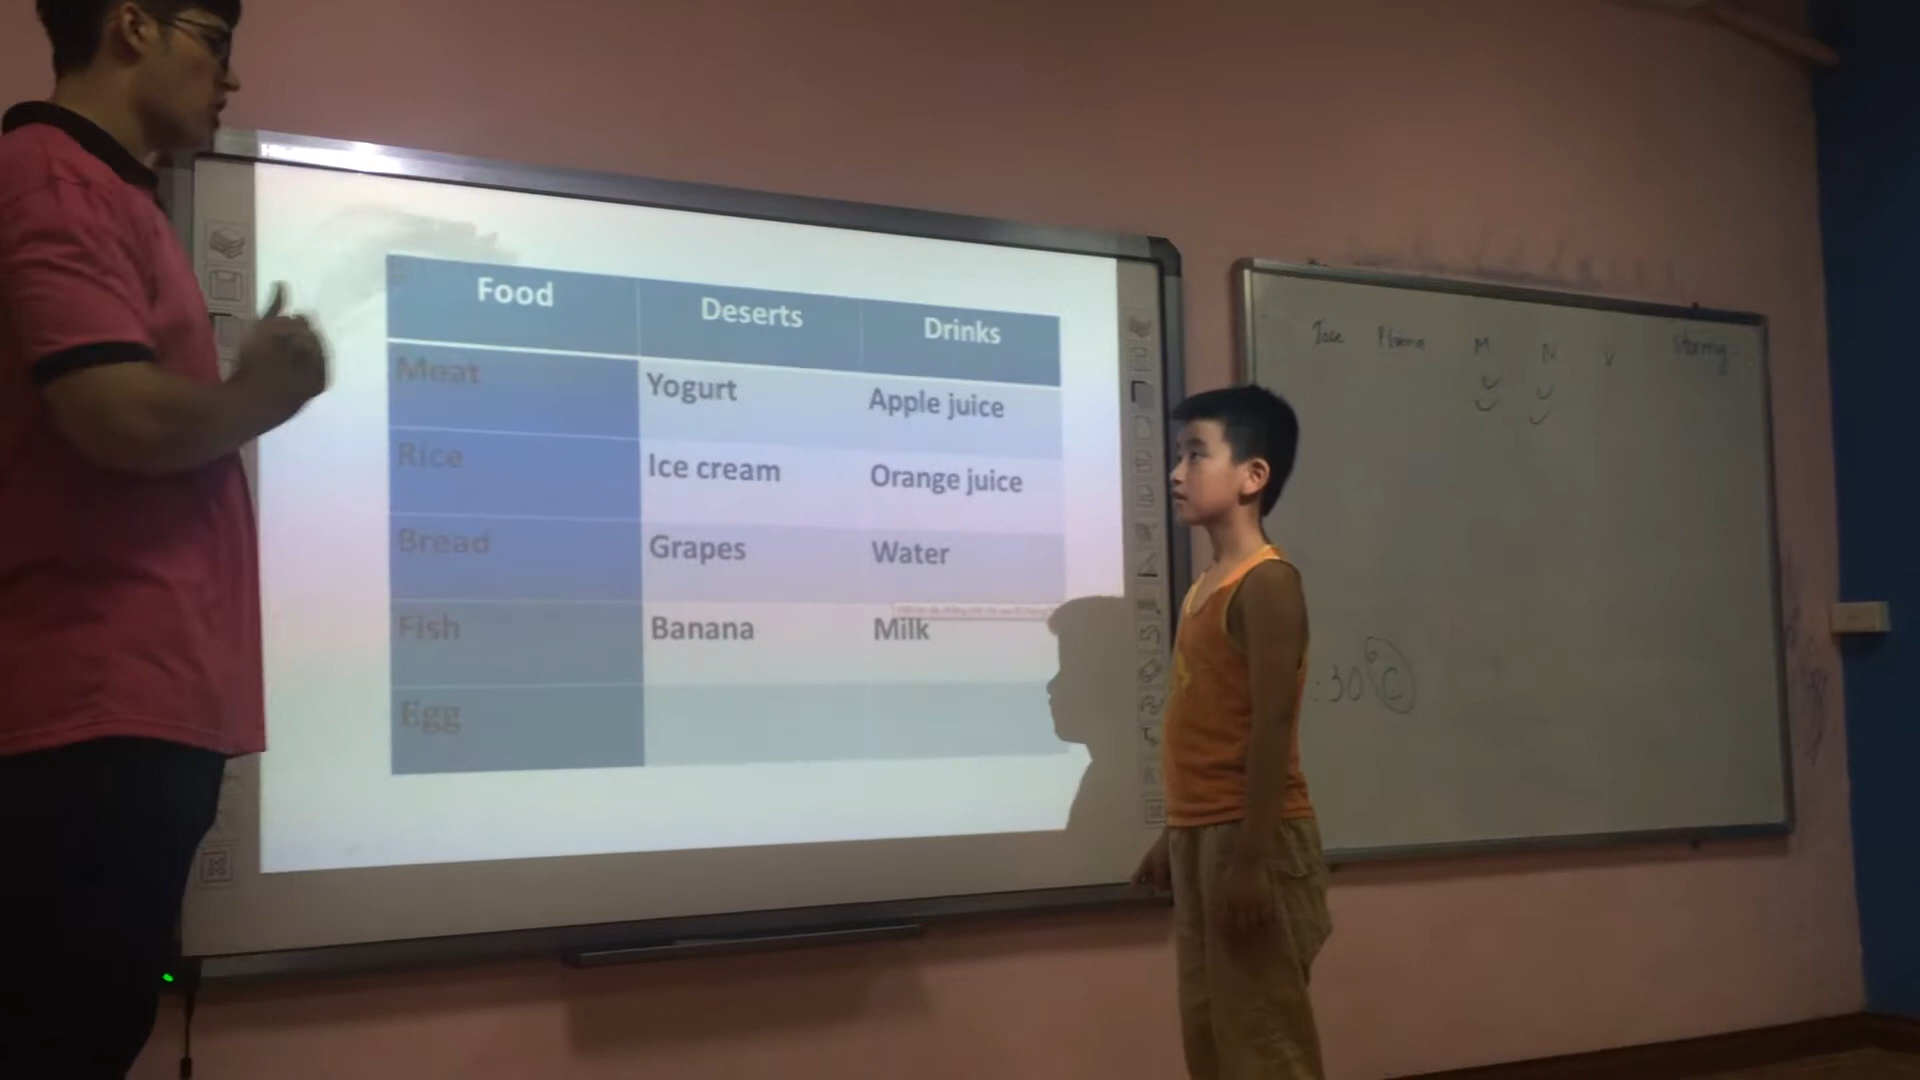 Food Deserts Drinks
Meat Yogurt Apple juice
Rice Ice cream Orange juice
Bread Grapes Water
Fish Banana Milk
Egg
M N V Stormy
30°C